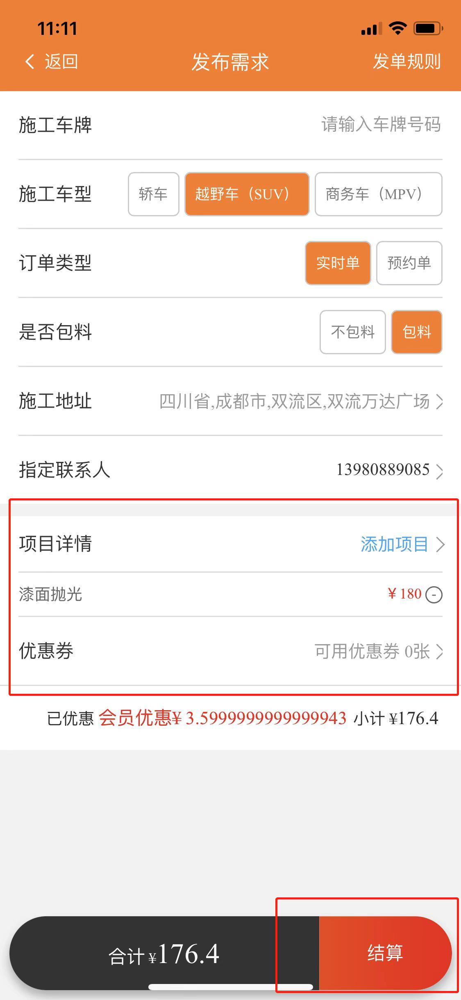 11:11
返回 发布需求 发单规则
施工车牌 请输入车牌号码
施工车型 轿车 越野车（SUV） 商务车（MPV）
订单类型 实时单 预约单
是否包料 不包料 包料
施工地址 四川省,成都市,双流区,双流万达广场
指定联系人 13980889085
项目详情 添加项目
漆面抛光 ¥ 180 -
优惠券 可用优惠券 0张
已优惠 会员优惠¥ 3.5999999999999943 小计 ¥176.4
合计 ¥176.4 结算